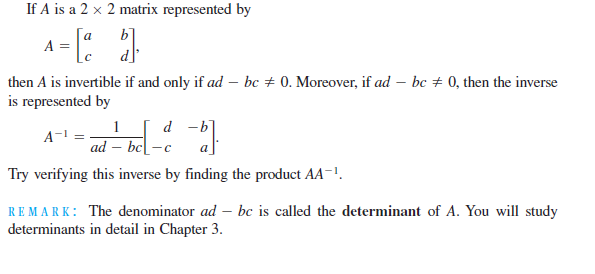 If A is a 2 × 2 matrix represented by
A = [a b
c d],
then A is invertible if and only if ad − bc ≠ 0. Moreover, if ad − bc ≠ 0, then the inverse
is represented by
A⁻¹ = 1/(ad − bc) [d −b
−c a].
Try verifying this inverse by finding the product AA⁻¹.
REMARK: The denominator ad − bc is called the determinant of A. You will study
determinants in detail in Chapter 3.